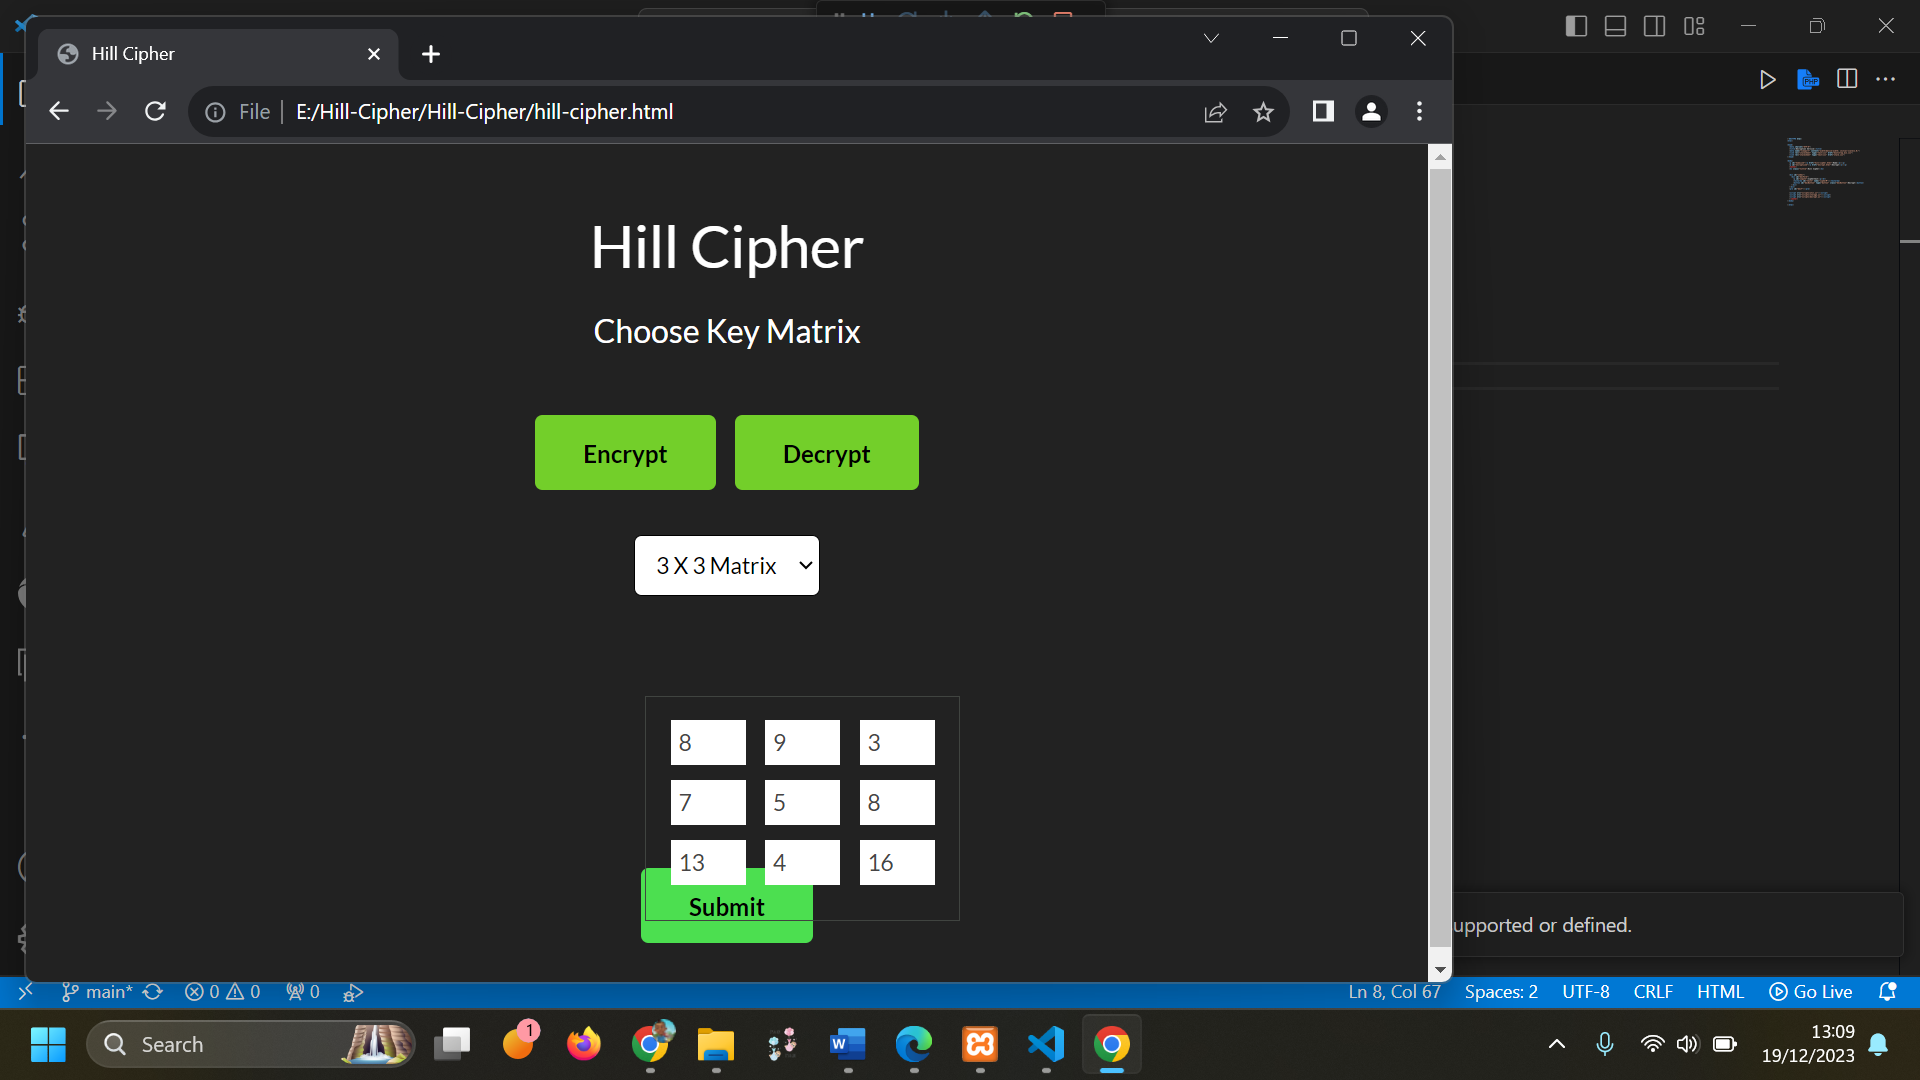 Hill Cipher
File
E:/Hill-Cipher/Hill-Cipher/hill-cipher.html
Hill Cipher
Choose Key Matrix
Encrypt Decrypt
3 X 3 Matrix
8 9 3
7 5 8
13 4 16
Submit
upported or defined.
main* 0 0 0 Ln 8, Col 67 Spaces: 2 UTF-8 CRLF HTML Go Live
Search
1
13:09
19/12/2023